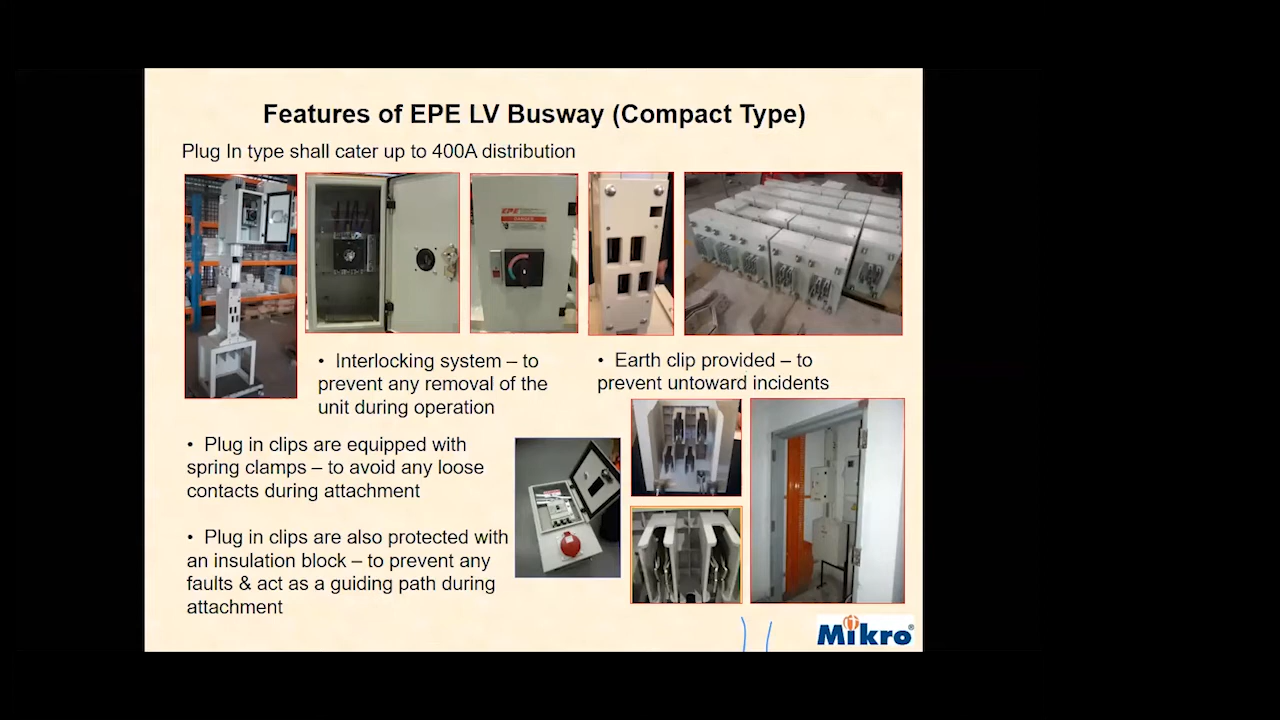 Features of EPE LV Busway (Compact Type)
Plug In type shall cater up to 400A distribution
EPE
DANGER
• Interlocking system – to
prevent any removal of the
unit during operation
• Earth clip provided – to
prevent untoward incidents
• Plug in clips are equipped with
spring clamps – to avoid any loose
contacts during attachment
• Plug in clips are also protected with
an insulation block – to prevent any
faults & act as a guiding path during
attachment
Mikro®